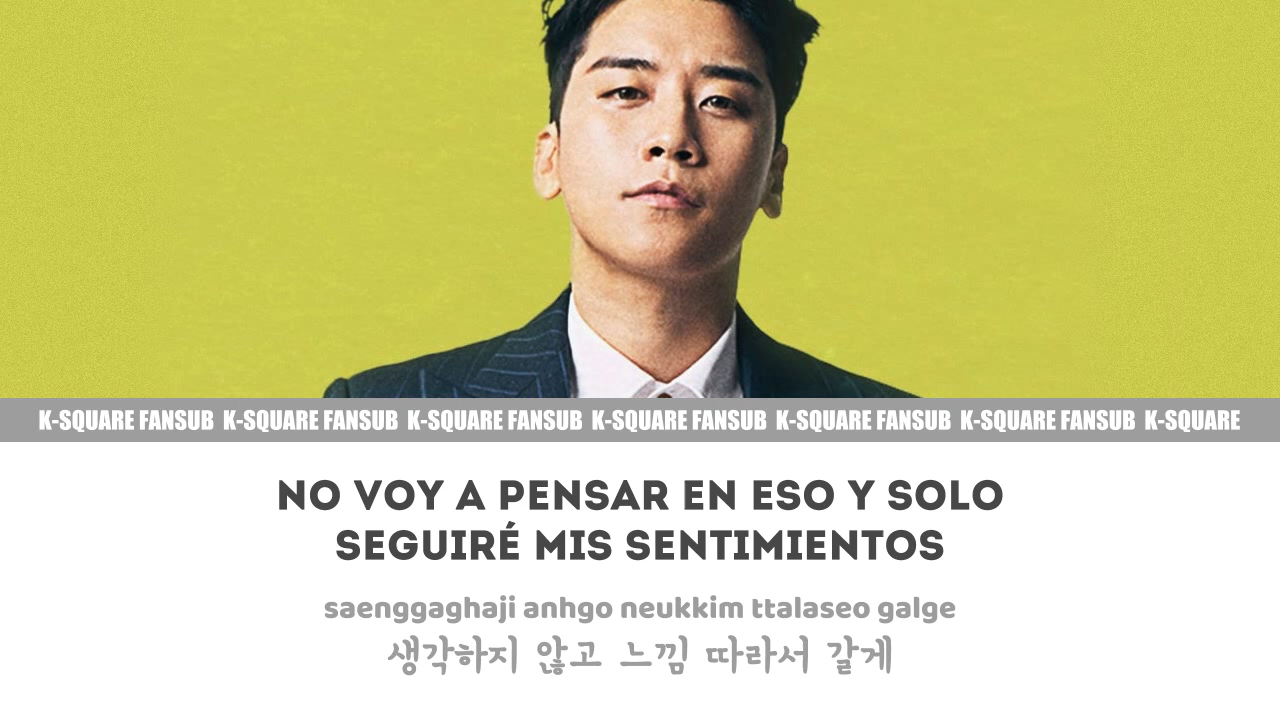 K-SQUARE FANSUB K-SQUARE FANSUB K-SQUARE FANSUB K-SQUARE FANSUB K-SQUARE FANSUB K-SQUARE FANSUB K-SQUARE
NO VOY A PENSAR EN ESO Y SOLO
SEGUIRÉ MIS SENTIMIENTOS
saenggaghaji anhgo neukkim ttalaseo galge
생각하지 않고 느낌 따라서 갈게